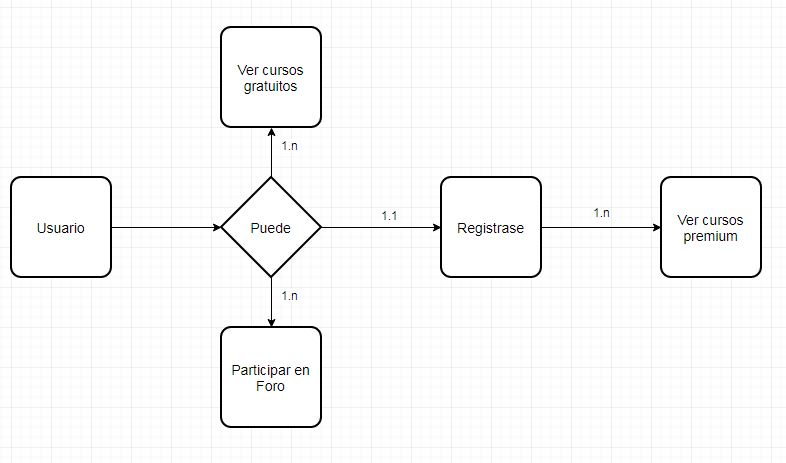 Ver cursos
gratuitos
1.n
Usuario
Puede
1.1
Registrase
1.n
Ver cursos
premium
1.n
Participar en
Foro